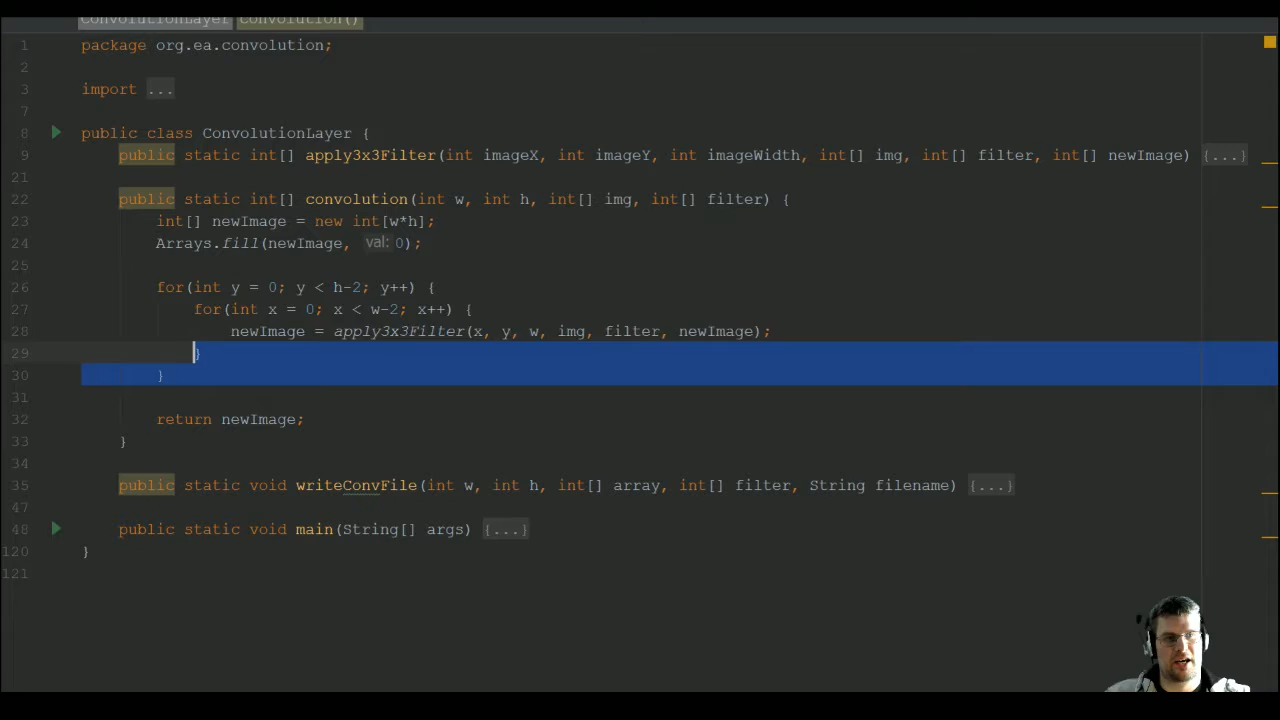 ConvolutionLayer convolution()
1 package org.ea.convolution;
2
3 import ...
7
8 public class ConvolutionLayer {
9 public static int[] apply3x3Filter(int imageX, int imageY, int imageWidth, int[] img, int[] filter, int[] newImage) {...}
21
22 public static int[] convolution(int w, int h, int[] img, int[] filter) {
23 int[] newImage = new int[w*h];
24 Arrays.fill(newImage, val: 0);
25
26 for(int y = 0; y < h-2; y++) {
27 for(int x = 0; x < w-2; x++) {
28 newImage = apply3x3Filter(x, y, w, img, filter, newImage);
29 }
30 }
31
32 return newImage;
33 }
34
35 public static void writeConvFile(int w, int h, int[] array, int[] filter, String filename) {...}
47
48 public static void main(String[] args) {...}
120 }
121